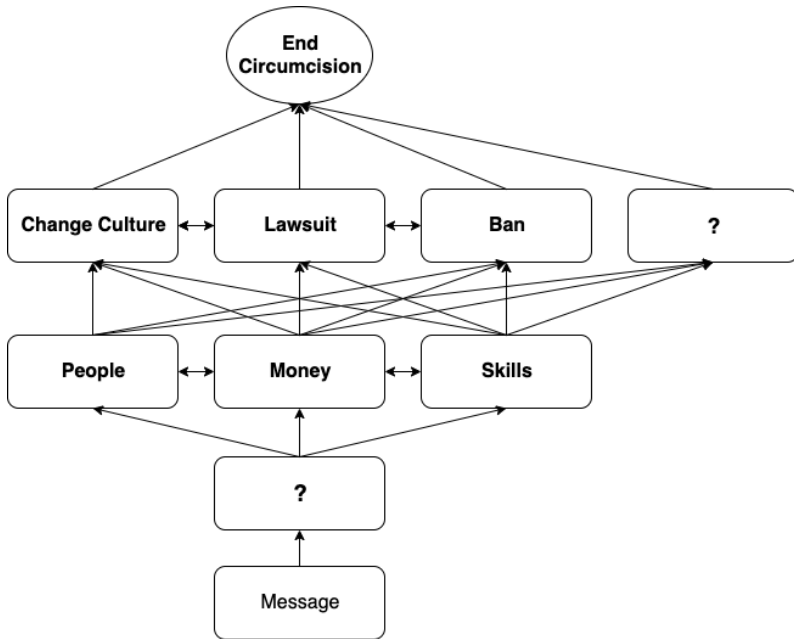 End
Circumcision
Change Culture
Lawsuit
Ban
?
People
Money
Skills
?
Message